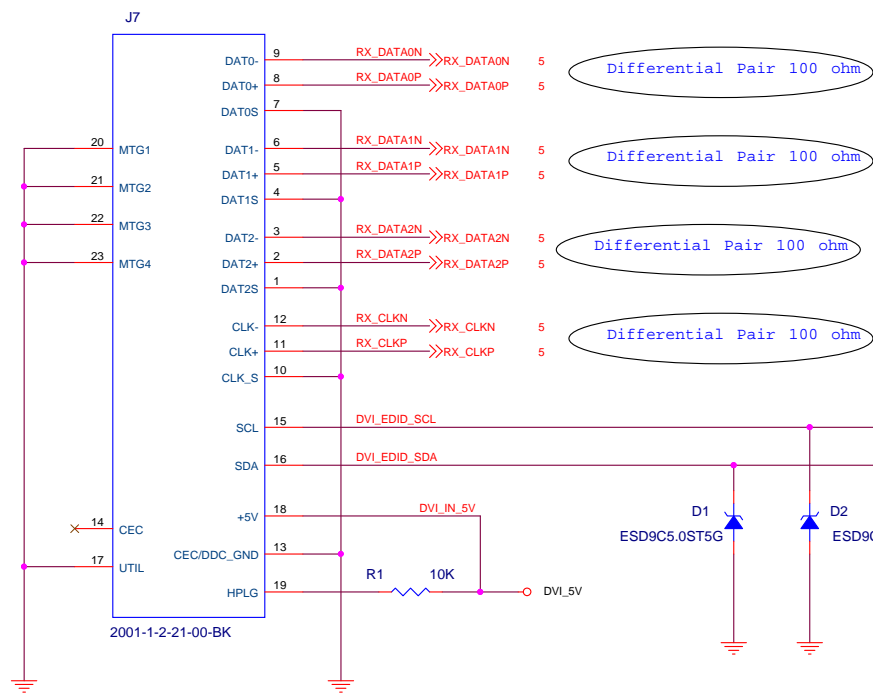 J7
9 RX_DATA0N
DAT0- RX_DATA0N 5
Differential Pair 100 ohm
8 RX_DATA0P
DAT0+ RX_DATA0P 5
7
DAT0S
20
MTG1
6 RX_DATA1N
DAT1- RX_DATA1N 5
Differential Pair 100 ohm
5 RX_DATA1P
DAT1+ RX_DATA1P 5
21
MTG2
4
DAT1S
22
MTG3
3 RX_DATA2N
DAT2- RX_DATA2N 5
Differential Pair 100 ohm
23
MTG4
2 RX_DATA2P
DAT2+ RX_DATA2P 5
1
DAT2S
12 RX_CLKN
CLK- RX_CLKN 5
Differential Pair 100 ohm
11 RX_CLKP
CLK+ RX_CLKP 5
10
CLK_S
15 DVI_EDID_SCL
SCL
16 DVI_EDID_SDA
SDA
18 DVI_IN_5V
+5V
D1
ESD9C5.0ST5G
D2
ESD9C
14
CEC
13
CEC/DDC_GND
17
UTIL
19 R1 10K
HPLG
DVI_5V
2001-1-2-21-00-BK